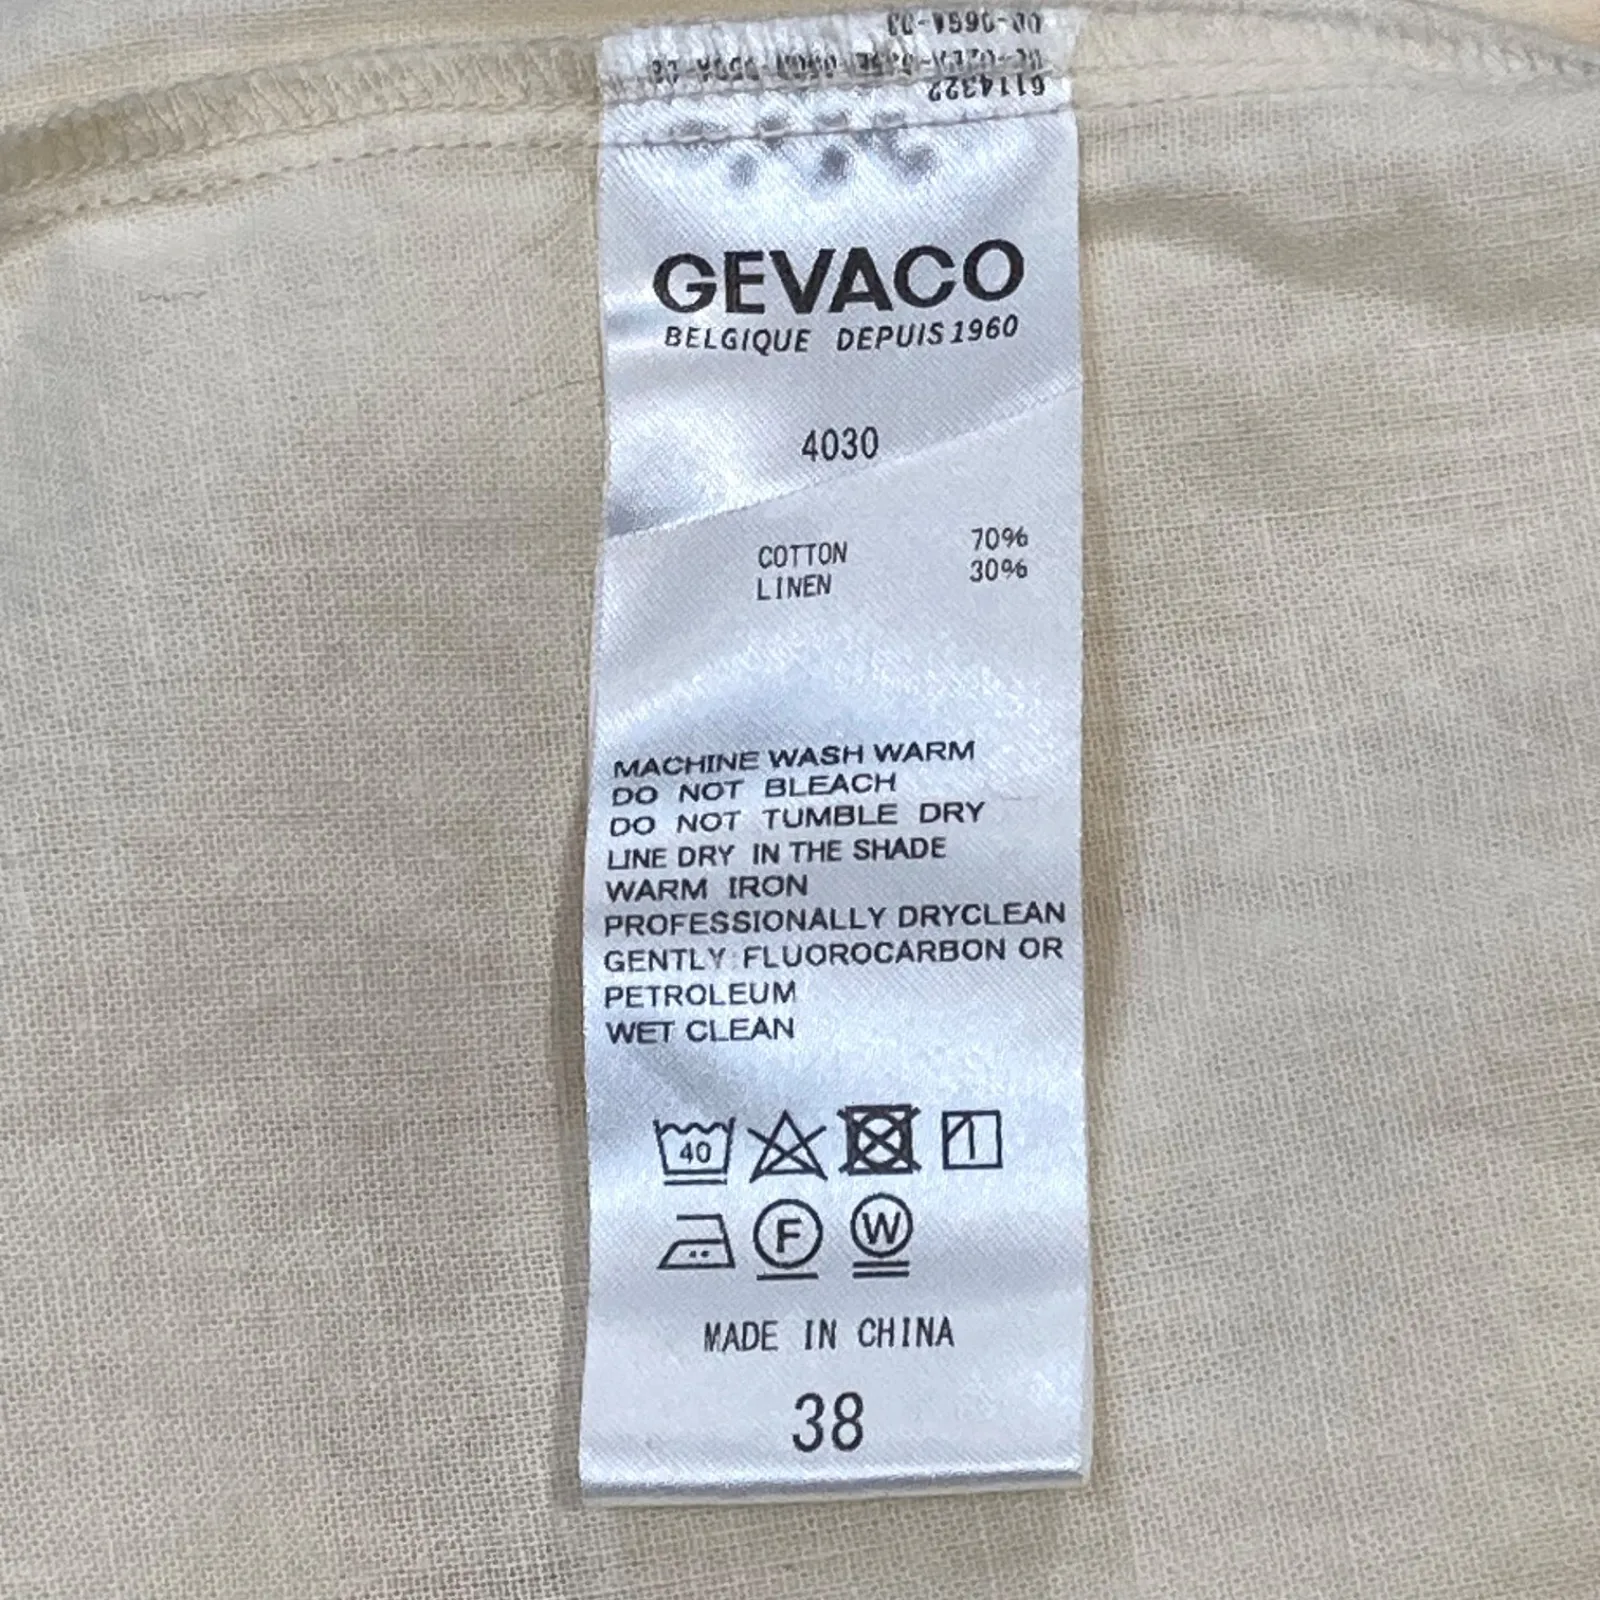 6114322
GEVACO
BELGIQUE DEPUIS 1960
4030
COTTON 70%
LINEN 30%
MACHINE WASH WARM
DO NOT BLEACH
DO NOT TUMBLE DRY
LINE DRY IN THE SHADE
WARM IRON
PROFESSIONALLY DRYCLEAN
GENTLY FLUOROCARBON OR
PETROLEUM
WET CLEAN
40
F W
MADE IN CHINA
38